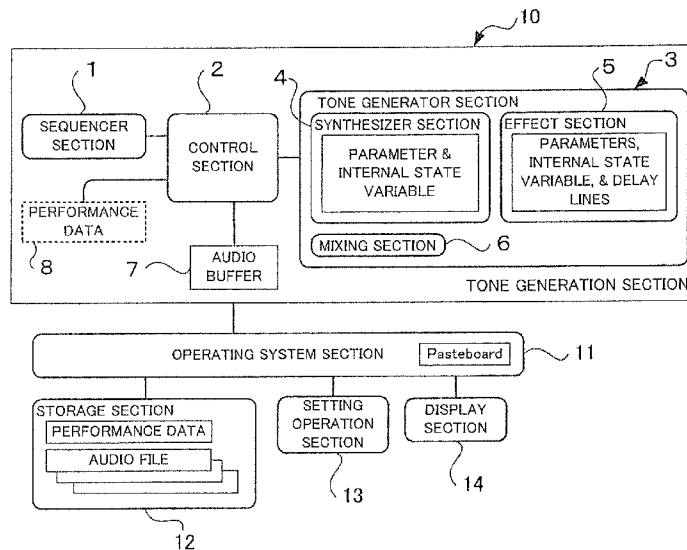 10
1
2
3
4
5
TONE GENERATOR SECTION
SEQUENCER
SECTION
CONTROL
SECTION
SYNTHESIZER SECTION
PARAMETER &
INTERNAL STATE
VARIABLE
EFFECT SECTION
PARAMETERS,
INTERNAL STATE
VARIABLE, & DELAY
LINES
PERFORMANCE
DATA
8
7
AUDIO
BUFFER
MIXING SECTION
6
TONE GENERATION SECTION
OPERATING SYSTEM SECTION
Pasteboard
11
STORAGE SECTION
PERFORMANCE DATA
AUDIO FILE
12
SETTING
OPERATION
SECTION
13
DISPLAY
SECTION
14